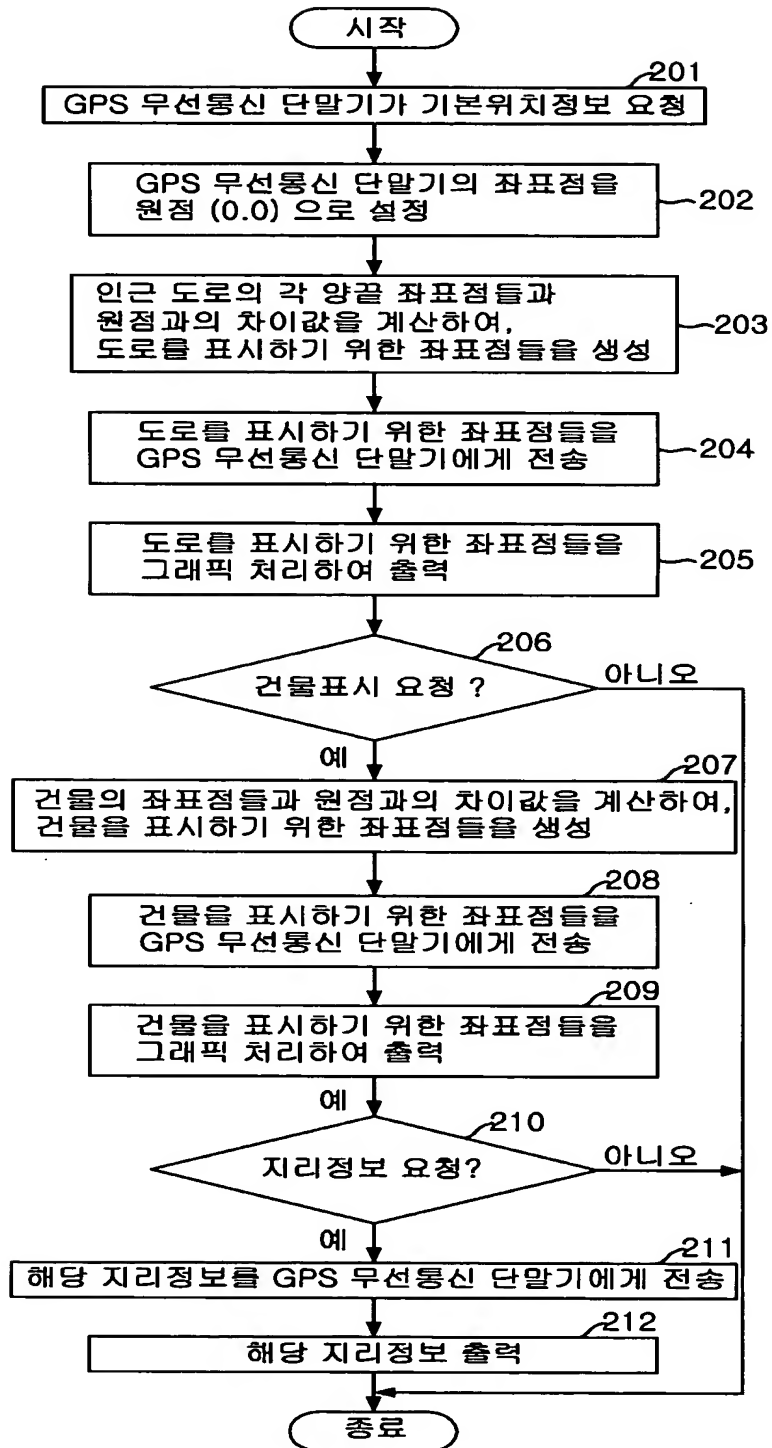 시작
201
GPS 무선통신 단말기가 기본위치정보 요청
GPS 무선통신 단말기의 좌표점을
원점 (0.0) 으로 설정
202
인근 도로의 각 양끝 좌표점들과
원점과의 차이값을 계산하여,
도로를 표시하기 위한 좌표점들을 생성
203
도로를 표시하기 위한 좌표점들을
GPS 무선통신 단말기에게 전송
204
도로를 표시하기 위한 좌표점들을
그래픽 처리하여 출력
205
206
건물표시 요청 ?
아니오
예
207
건물의 좌표점들과 원점과의 차이값을 계산하여,
건물을 표시하기 위한 좌표점들을 생성
208
건물을 표시하기 위한 좌표점들을
GPS 무선통신 단말기에게 전송
209
건물을 표시하기 위한 좌표점들을
그래픽 처리하여 출력
예
210
지리정보 요청?
아니오
예
211
해당 지리정보를 GPS 무선통신 단말기에게 전송
212
해당 지리정보 출력
종료